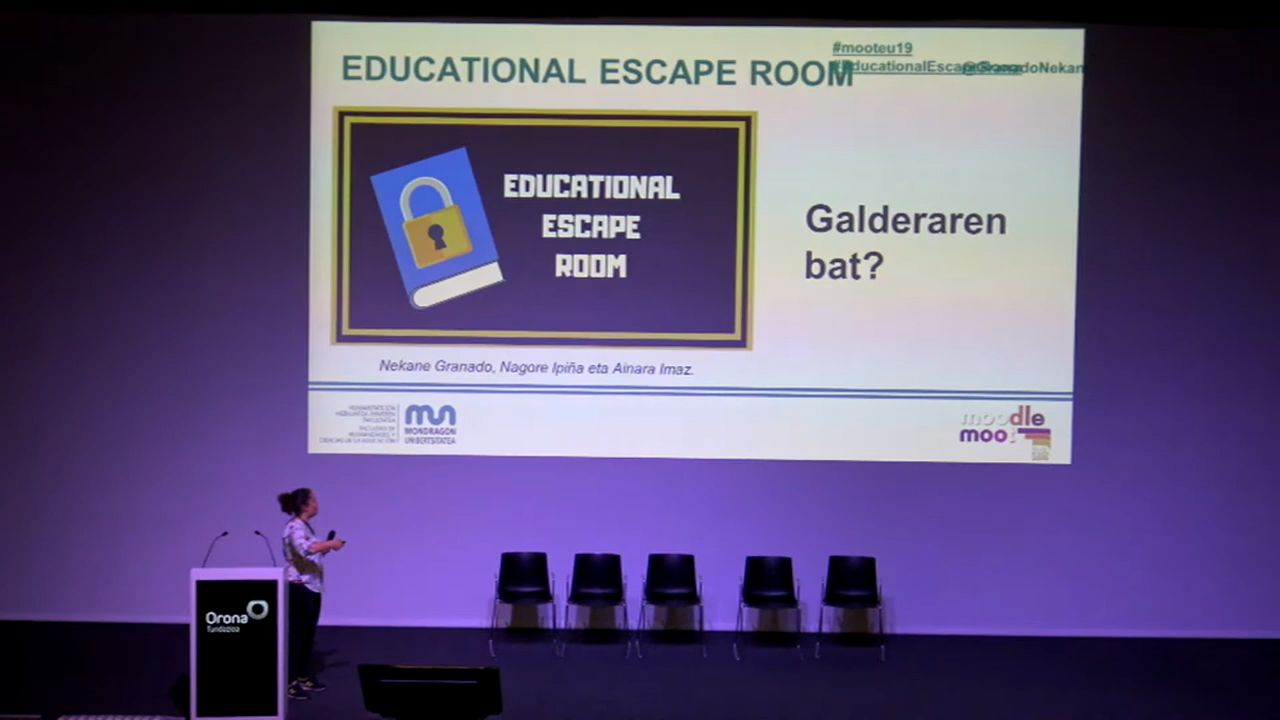 EDUCATIONAL ESCAPE ROOM
#mooteu19
EDUCATIONAL
ESCAPE
ROOM
Galderaren
bat?
Nekane Granado, Nagore Ipiña eta Ainara Imaz.
MONDRAGON
UNIBERTSITATEA
moodle
moot
Orona
fundazioa